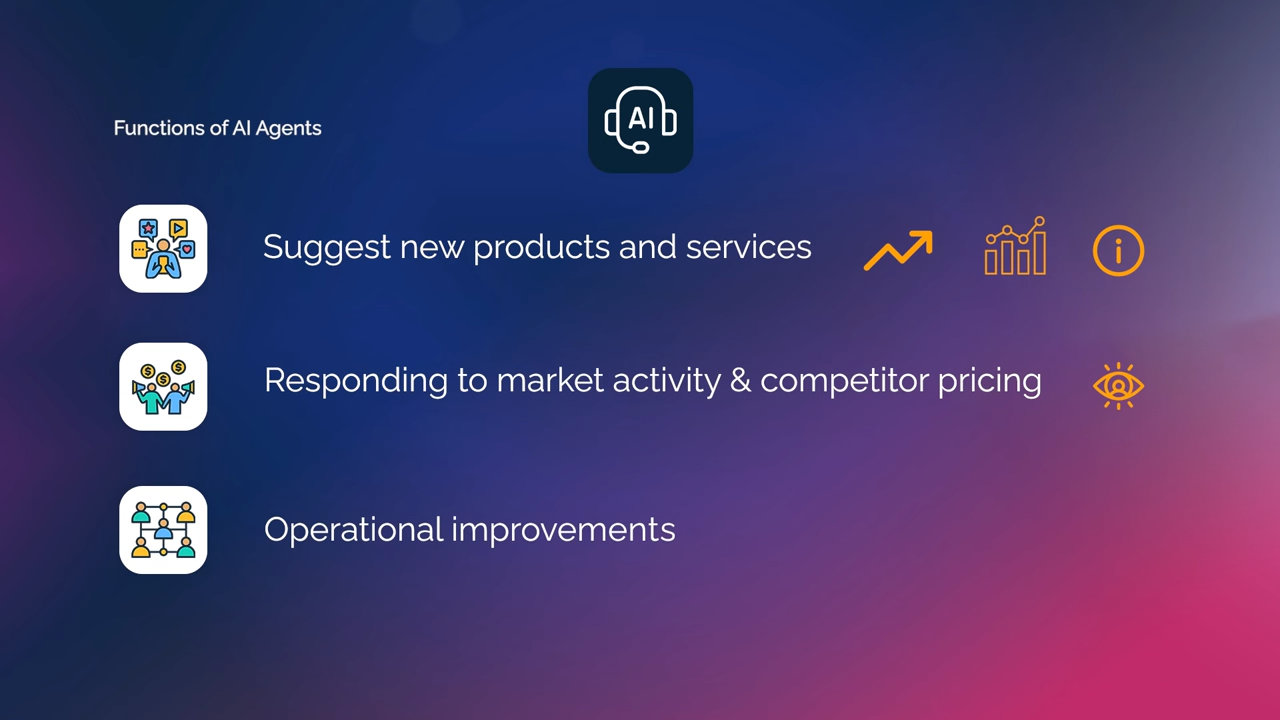 AI
Functions of AI Agents
Suggest new products and services
Responding to market activity & competitor pricing
Operational improvements